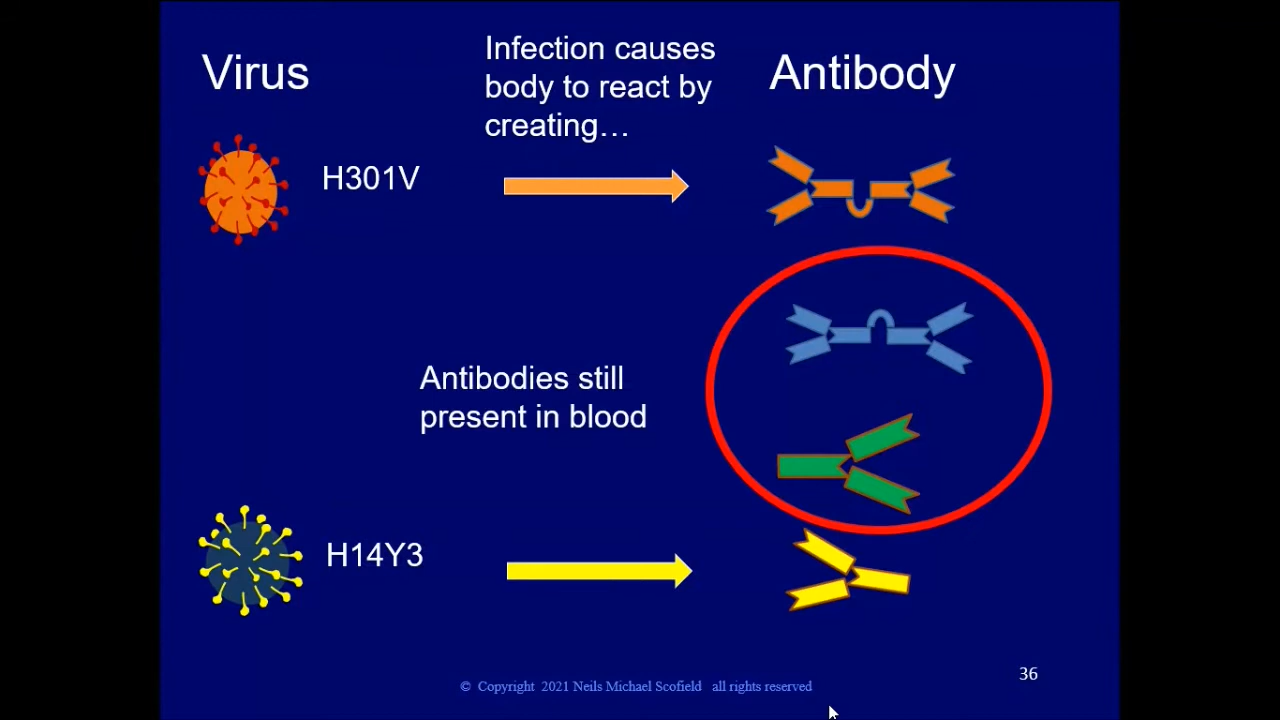 Virus
Infection causes
body to react by
creating…
Antibody
H301V
Antibodies still
present in blood
H14Y3
36
© Copyright 2021 Neils Michael Scofield all rights reserved